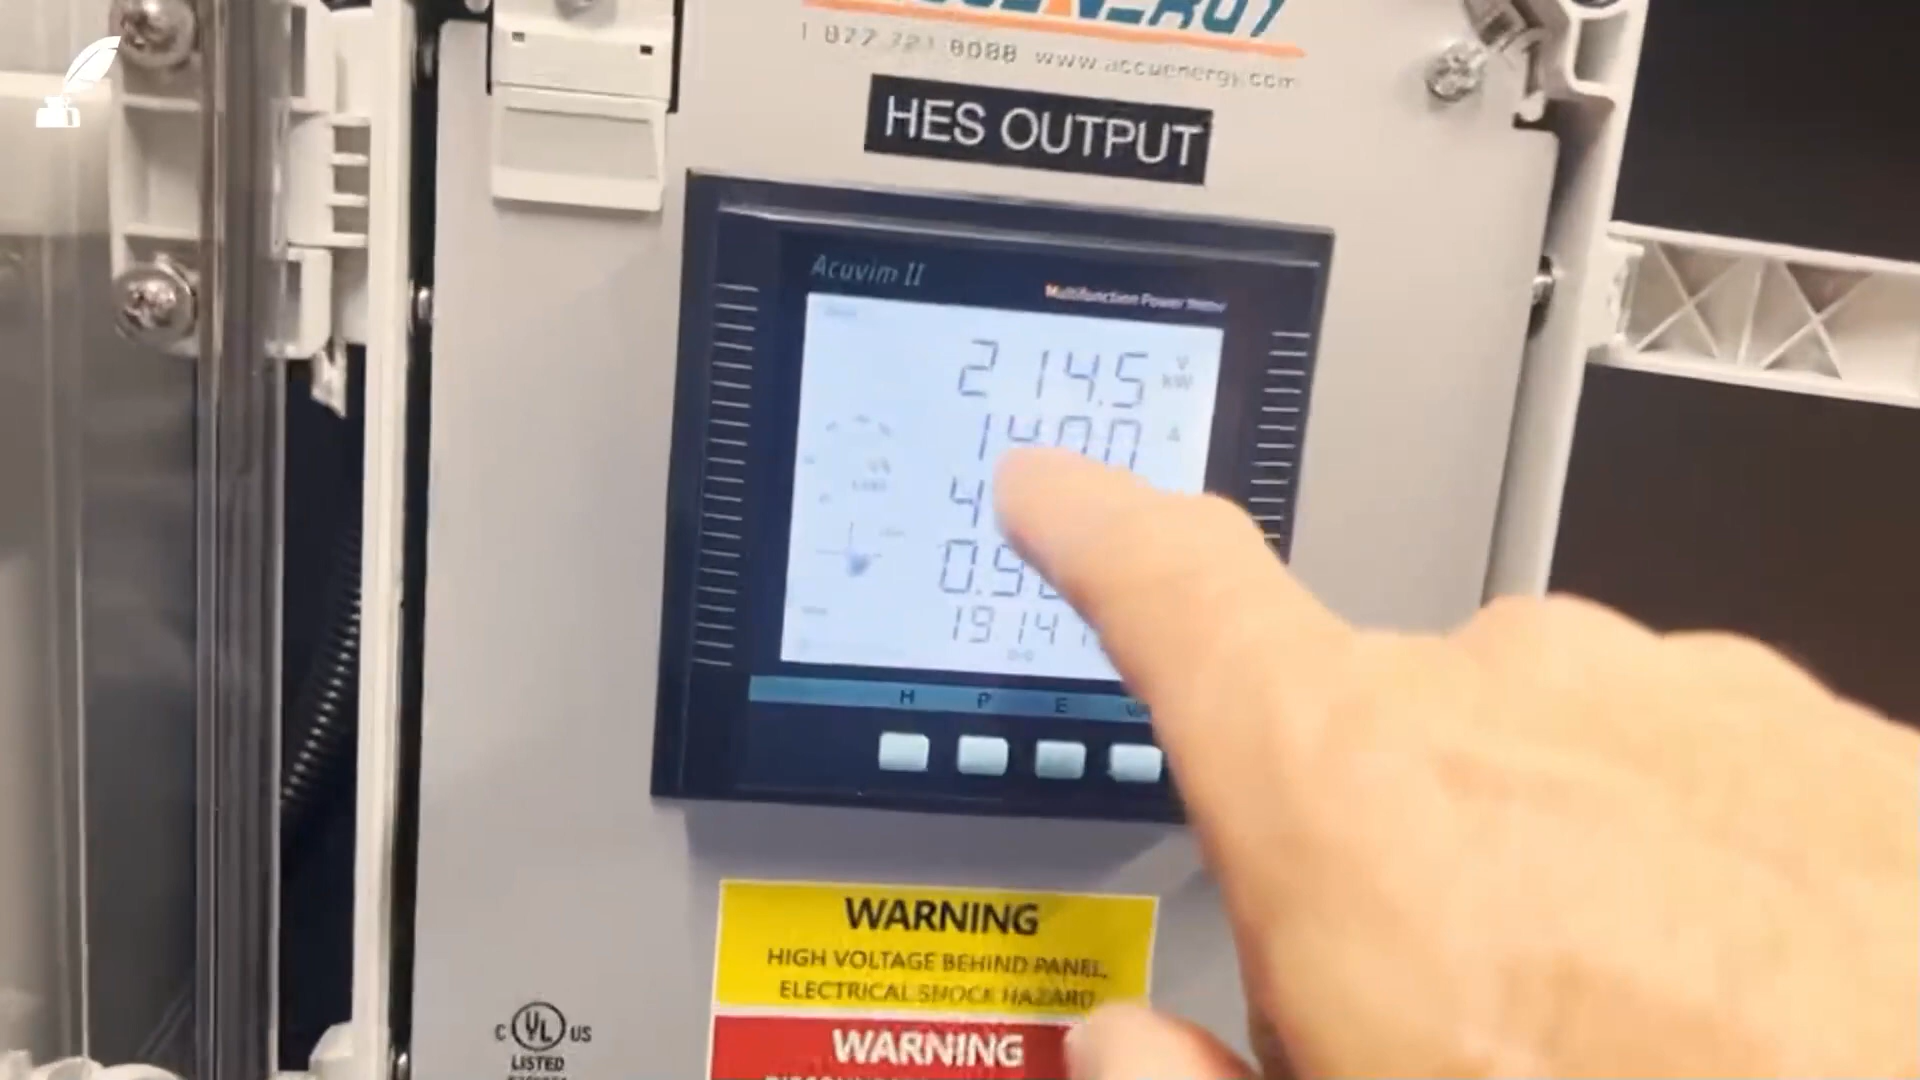 1 877 721 8088 www.accuenergy.com
HES OUTPUT
Acuvim II
Multifunction Power Meter
214.5 V
kW
1400 A
4
0.9
19.14
H P E V/A
WARNING
HIGH VOLTAGE BEHIND PANEL,
ELECTRICAL SHOCK HAZARD
WARNING
C UL US
LISTED